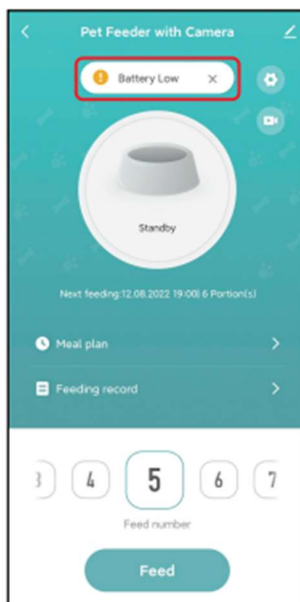 Pet Feeder with Camera
Battery Low
Standby
Next feeding:12.08.2022 19:00| 6 Portion(s)
Meal plan
Feeding record
3 4 5 6 7
Feed number
Feed